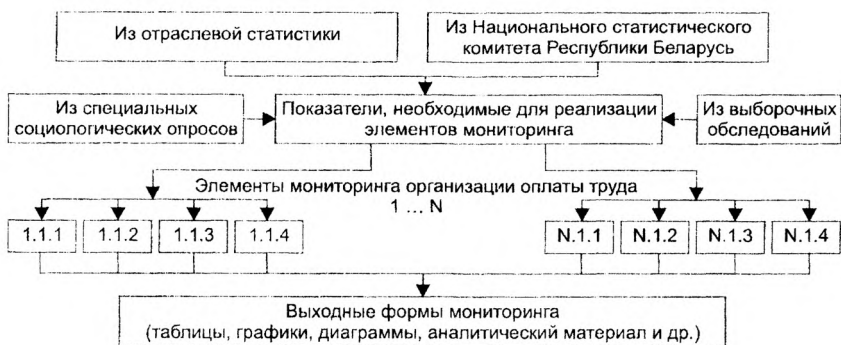 Из отраслевой статистики
Из Национального статистического
комитета Республики Беларусь
Из специальных
социологических опросов
Показатели, необходимые для реализации
элементов мониторинга
Из выборочных
обследований
Элементы мониторинга организации оплаты труда
1 ... N
1.1.1
1.1.2
1.1.3
1.1.4
N.1.1
N.1.2
N.1.3
N.1.4
Выходные формы мониторинга
(таблицы, графики, диаграммы, аналитический материал и др.)